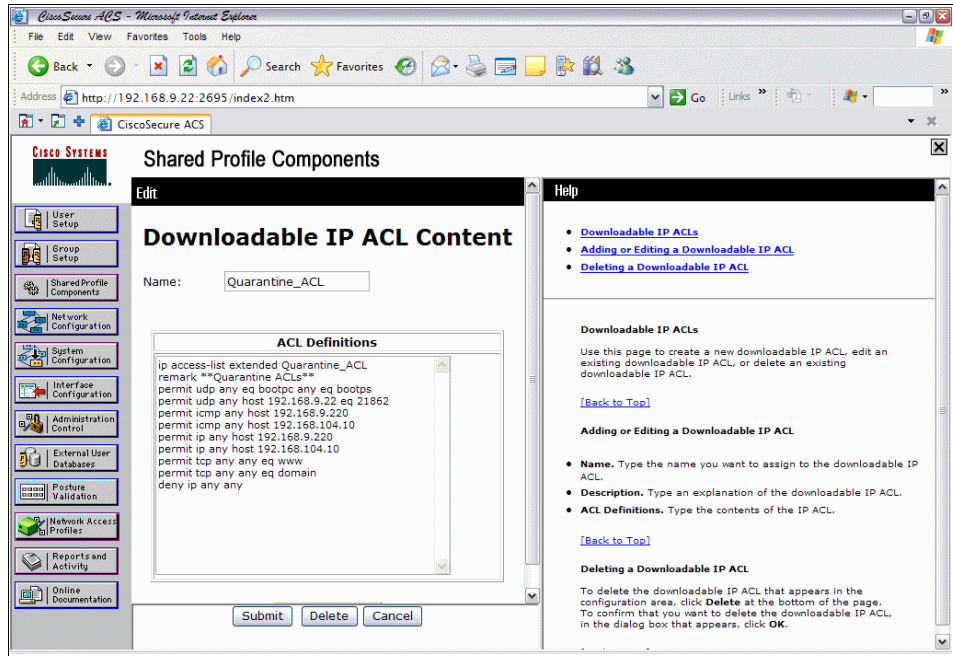 CiscoSecure ACS - Microsoft Internet Explorer
File Edit View Favorites Tools Help
Back Search Favorites
Address http://192.168.9.22:2695/index2.htm Go Links »
CiscoSecure ACS
CISCO SYSTEMS
Shared Profile Components
User
Setup
Group
Setup
Shared Profile
Components
Network
Configuration
System
Configuration
Interface
Configuration
Administration
Control
External User
Databases
Posture
Validation
Network Access
Profiles
Reports and
Activity
Online
Documentation
Edit
Downloadable IP ACL Content
Name: Quarantine_ACL
ACL Definitions
ip access-list extended Quarantine_ACL
remark **Quarantine ACLs**
permit udp any eq bootpc any eq bootps
permit udp any host 192.168.9.22 eq 21862
permit icmp any host 192.168.9.220
permit icmp any host 192.168.104.10
permit ip any host 192.168.9.220
permit ip any host 192.168.104.10
permit tcp any any eq www
permit tcp any any eq domain
deny ip any any
Submit Delete Cancel
Help
Downloadable IP ACLs
Adding or Editing a Downloadable IP ACL
Deleting a Downloadable IP ACL
Downloadable IP ACLs
Use this page to create a new downloadable IP ACL, edit an
existing downloadable IP ACL, or delete an existing
downloadable IP ACL.
[Back to Top]
Adding or Editing a Downloadable IP ACL
Name. Type the name you want to assign to the downloadable IP
ACL.
Description. Type an explanation of the downloadable IP ACL.
ACL Definitions. Type the contents of the IP ACL.
[Back to Top]
Deleting a Downloadable IP ACL
To delete the downloadable IP ACL that appears in the
configuration area, click Delete at the bottom of the page.
To confirm that you want to delete the downloadable IP ACL,
in the dialog box that appears, click OK.